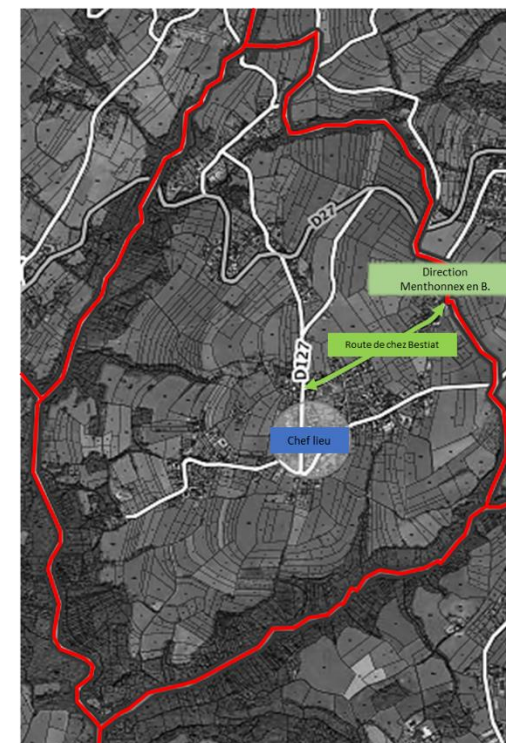 D27
Direction
Menthonnex en B.
Route de chez Bestiat
D127
Chef lieu